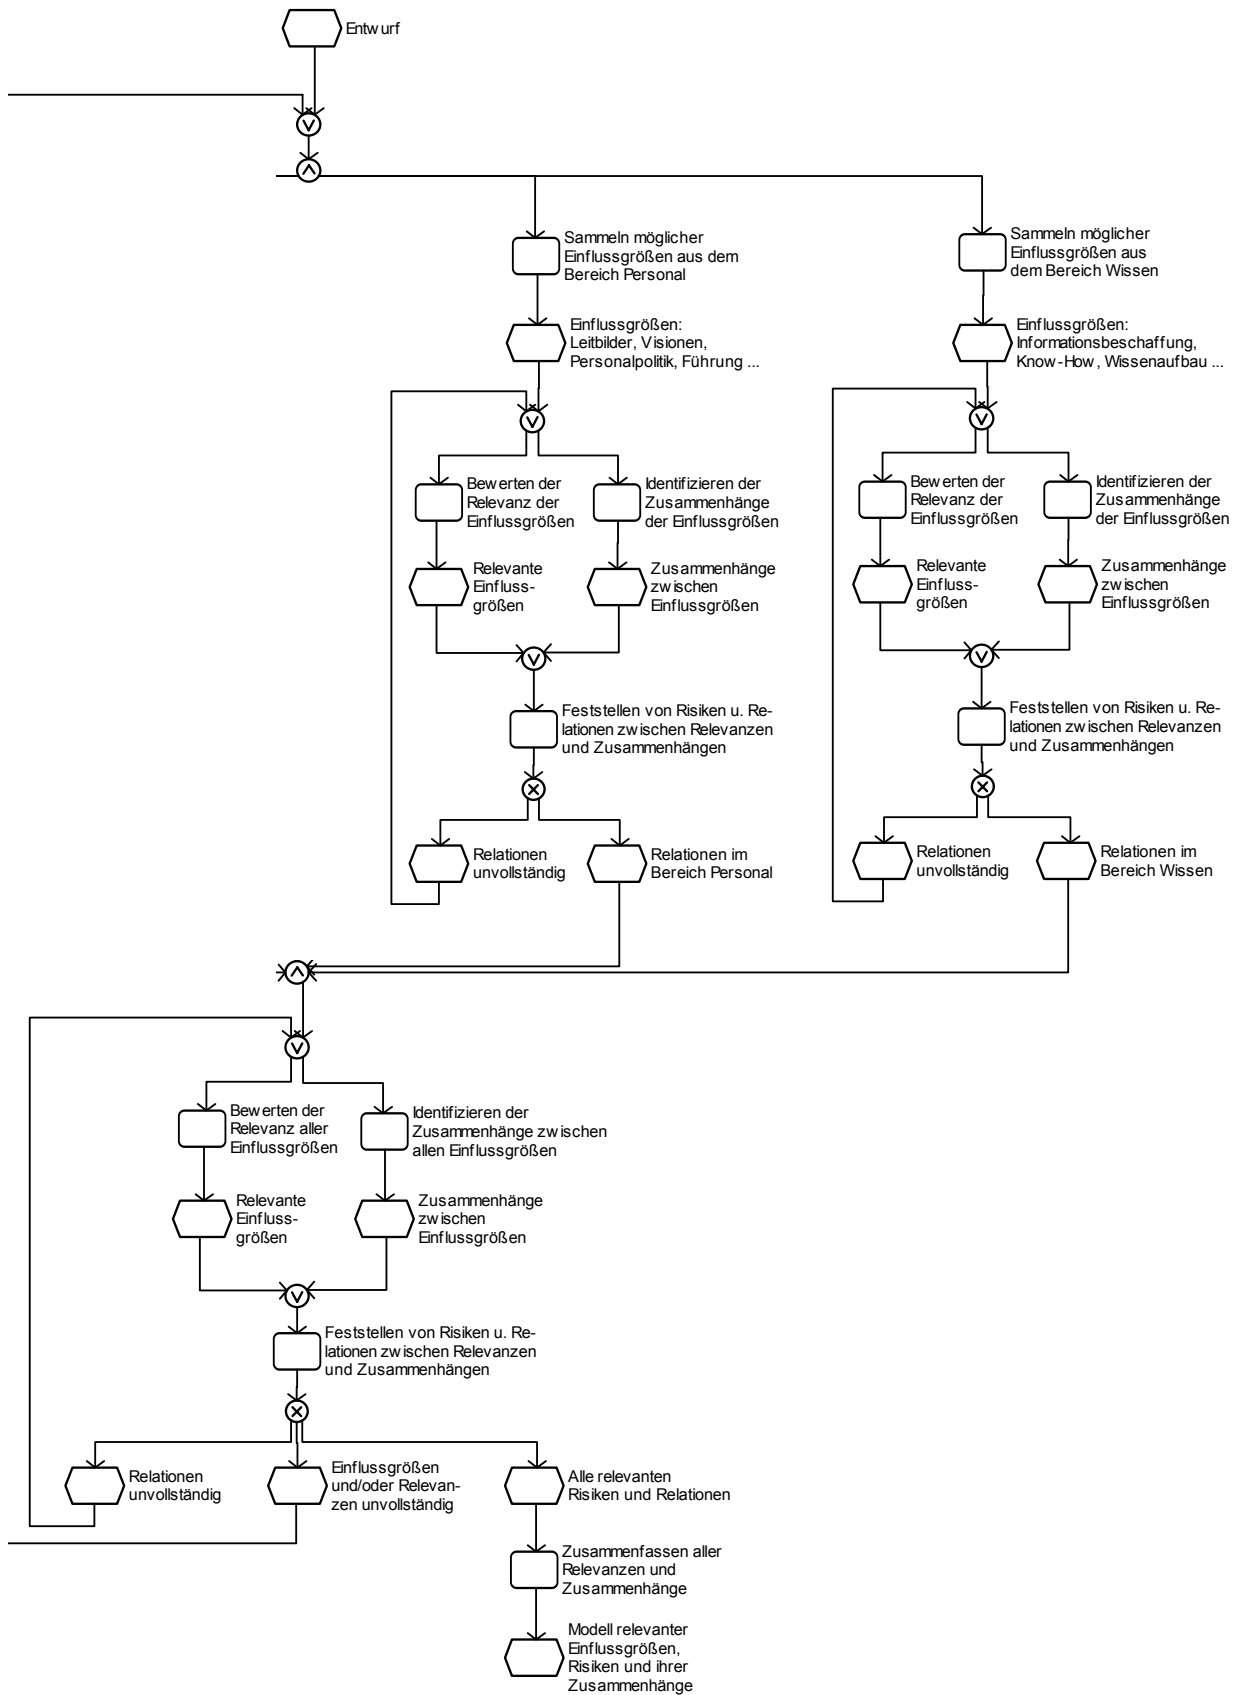 Entwurf
Sammeln möglicher
Einflussgrößen aus dem
Bereich Personal
Sammeln möglicher
Einflussgrößen aus
dem Bereich Wissen
Einflussgrößen:
Leitbilder, Visionen,
Personalpolitik, Führung ...
Einflussgrößen:
Informationsbeschaffung,
Know-How, Wissenaufbau ...
Bewerten der
Relevanz der
Einflussgrößen
Identifizieren der
Zusammenhänge
der Einflussgrößen
Bewerten der
Relevanz der
Einflussgrößen
Identifizieren der
Zusammenhänge
der Einflussgrößen
Relevante
Einfluss-
größen
Zusammenhänge
zwischen
Einflussgrößen
Relevante
Einfluss-
größen
Zusammenhänge
zwischen
Einflussgrößen
Feststellen von Risiken u. Re-
lationen zwischen Relevanzen
und Zusammenhängen
Feststellen von Risiken u. Re-
lationen zwischen Relevanzen
und Zusammenhängen
Relationen
unvollständig
Relationen im
Bereich Personal
Relationen
unvollständig
Relationen im
Bereich Wissen
Bewerten der
Relevanz aller
Einflussgrößen
Identifizieren der
Zusammenhänge zwischen
allen Einflussgrößen
Relevante
Einfluss-
größen
Zusammenhänge
zwischen
Einflussgrößen
Feststellen von Risiken u. Re-
lationen zwischen Relevanzen
und Zusammenhängen
Relationen
unvollständig
Einflussgrößen
und/oder Relevan-
zen unvollständig
Alle relevanten
Risiken und Relationen
Zusammenfassen aller
Relevanzen und
Zusammenhänge
Modell relevanter
Einflussgrößen,
Risiken und ihrer
Zusammenhänge